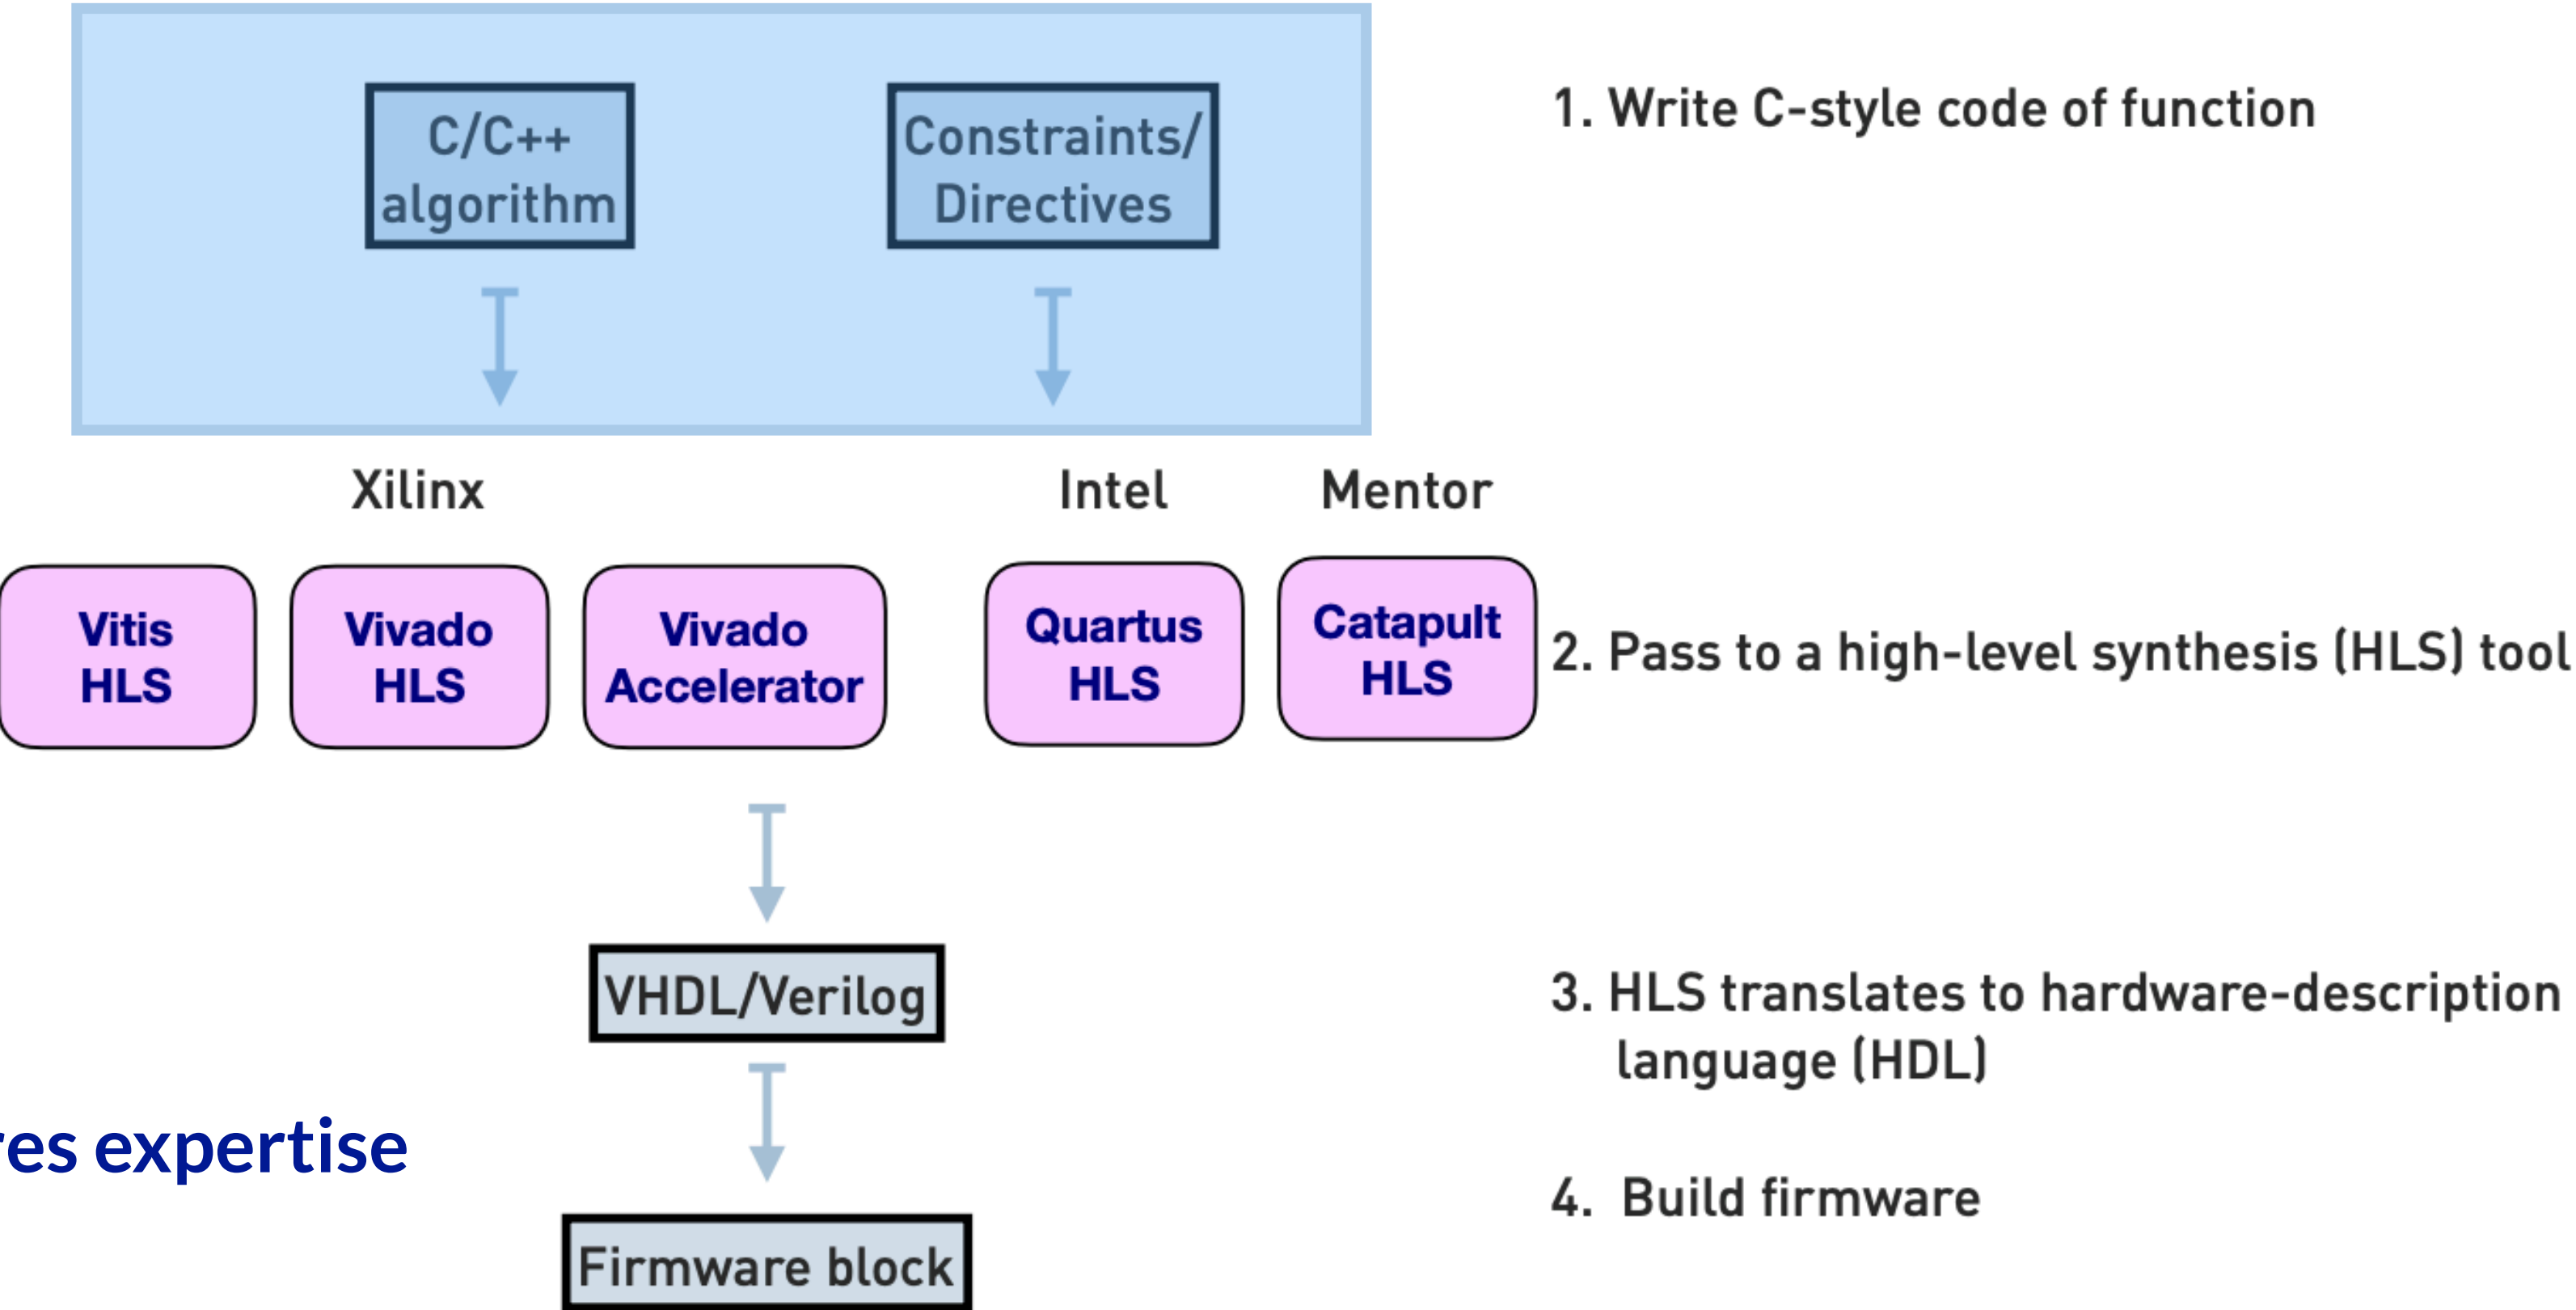 C/C++
algorithm
Constraints/
Directives
1. Write C-style code of function
Xilinx
Intel
Mentor
Vitis
HLS
Vivado
HLS
Vivado
Accelerator
Quartus
HLS
Catapult
HLS
2. Pass to a high-level synthesis (HLS) tool
VHDL/Verilog
3. HLS translates to hardware-description
language (HDL)
res expertise
4. Build firmware
Firmware block